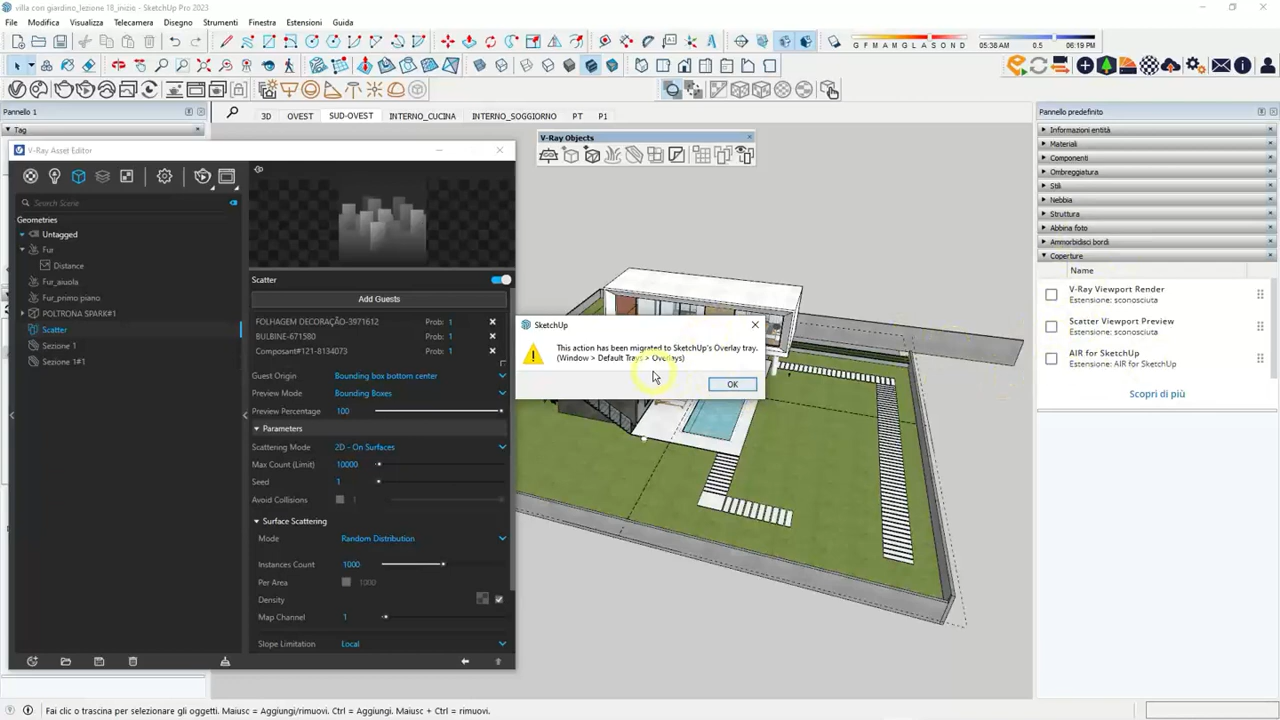 villa con giardino_lezione 18_inizio - SketchUp Pro 2023
File Modifica Visualizza Telecamera Disegno Strumenti Finestra Estensioni Guida
G F M A M J J A S O N D
05:38 AM 0.5 06:19 PM
Pannello 1
Tag
3D OVEST SUD-OVEST INTERNO_CUCINA INTERNO_SOGGIORNO PT P1
V-Ray Objects
V-Ray Asset Editor
Search Scene
Geometries
Untagged
Fur
Distance
Fur_aiuola
Fur_primo piano
POLTRONA SPARK#1
Scatter
Sezione 1
Sezione 1#1
Scatter
Add Guests
FOLHAGEM DECORAÇÃO-3971612 Prob: 1
BULBINE-671580 Prob: 1
Composant#121-8134073 Prob: 1
Guest Origin Bounding box bottom center
Preview Mode Bounding Boxes
Preview Percentage 100
Parameters
Scattering Mode 2D - On Surfaces
Max Count (Limit) 10000
Seed 1
Avoid Collisions 1
Surface Scattering
Mode Random Distribution
Instances Count 1000
Per Area 1000
Density
Map Channel 1
Slope Limitation Local
SketchUp
This action has been migrated to SketchUp's Overlay tray.
(Window > Default Trays > Overlays)
OK
Pannello predefinito
Informazioni entità
Materiali
Componenti
Ombreggiatura
Stili
Nebbia
Struttura
Abbina foto
Ammorbidisci bordi
Coperture
Name
V-Ray Viewport Render
Estensione: sconosciuta
Scatter Viewport Preview
Estensione: sconosciuta
AIR for SketchUp
Estensione: AIR for SketchUp
Scopri di più
Fai clic o trascina per selezionare gli oggetti. Maiusc = Aggiungi/rimuovi. Ctrl = Aggiungi. Maiusc + Ctrl = rimuovi.